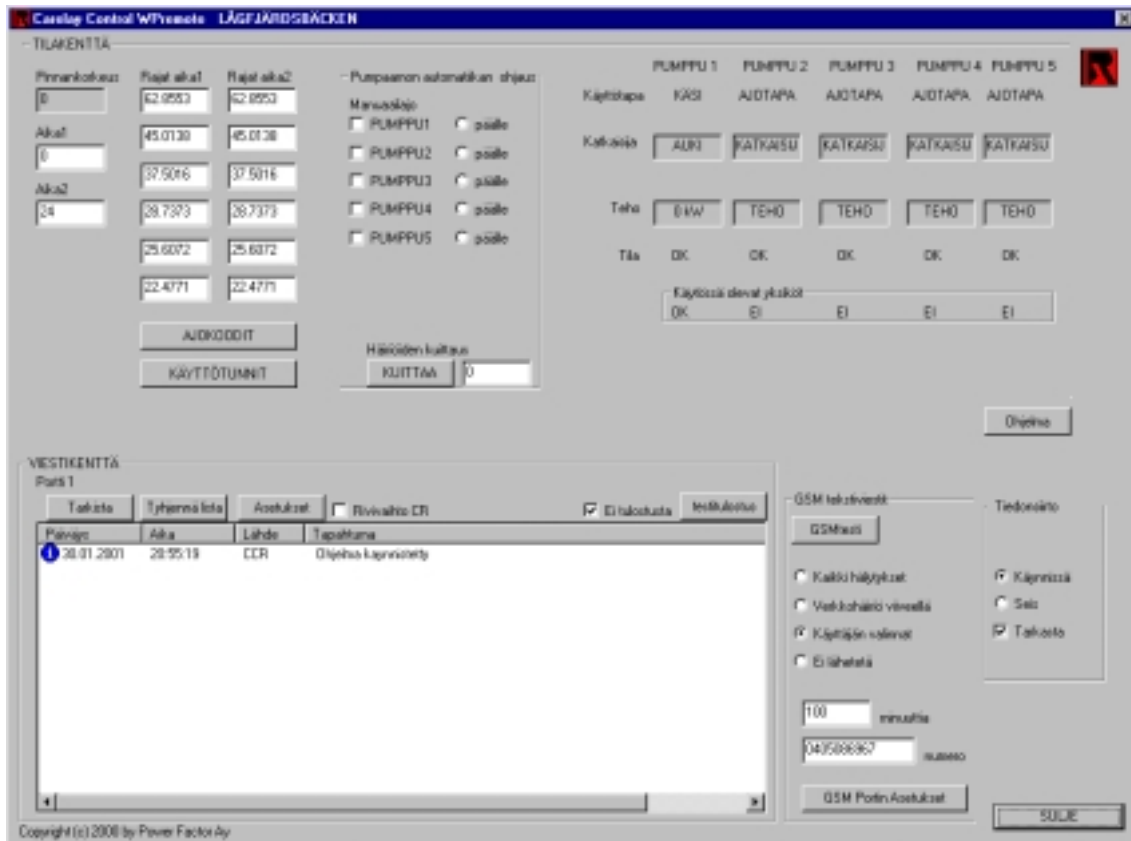 Carelay Control WPremote LÅGFJÄRDSBÄCKEN
TILAKENTTÄ
Pinnankorkeus
0
Aika1
0
Aika2
24
Rajat aika1
62.8553
45.0138
37.5016
28.7373
25.6072
22.4771
Rajat aika2
62.8553
45.0138
37.5016
28.7373
25.6072
22.4771
AJOKOODIT
KÄYTTÖTUNNIT
Pumpaamon automatiikan ohjaus
Manuaaliajo
PUMPPU1 päälle
PUMPPU2 päälle
PUMPPU3 päälle
PUMPPU4 päälle
PUMPPU5 päälle
Häiriöiden kuittaus
KUITTAA 0
PUMPPU 1 PUMPPU 2 PUMPPU 3 PUMPPU 4 PUMPPU 5
Käyttötapa KÄSI AJOTAPA AJOTAPA AJOTAPA AJOTAPA
Katkaisija AUKI KATKAISU KATKAISU KATKAISU KATKAISU
Teho 0 kW TEHO TEHO TEHO TEHO
Tila OK OK OK OK OK
Käytössä olevat yksiköt
OK EI EI EI EI
Ohjelma
VIESTIKENTTÄ
Portti 1
Tarkista Tyhjennä lista Asetukset Rivivaihto CR Ei tulostusta testitulostus
Päiväys Aika Lähde Tapahtuma
30.01.2001 20:55:19 CCR Ohjelma käynnistetty
GSM tekstiviestit
GSMtesti
Kaikki hälytykset
Verkkohäiriö viiveellä
Käyttäjän valinnat
Ei lähetetä
100 minuuttia
0405086967 numero
GSM Portin Asetukset
Tiedonsiirto
Käynnissä
Seis
Tarkasta
SULJE
Copyright (c) 2000 by Power Factor Ay